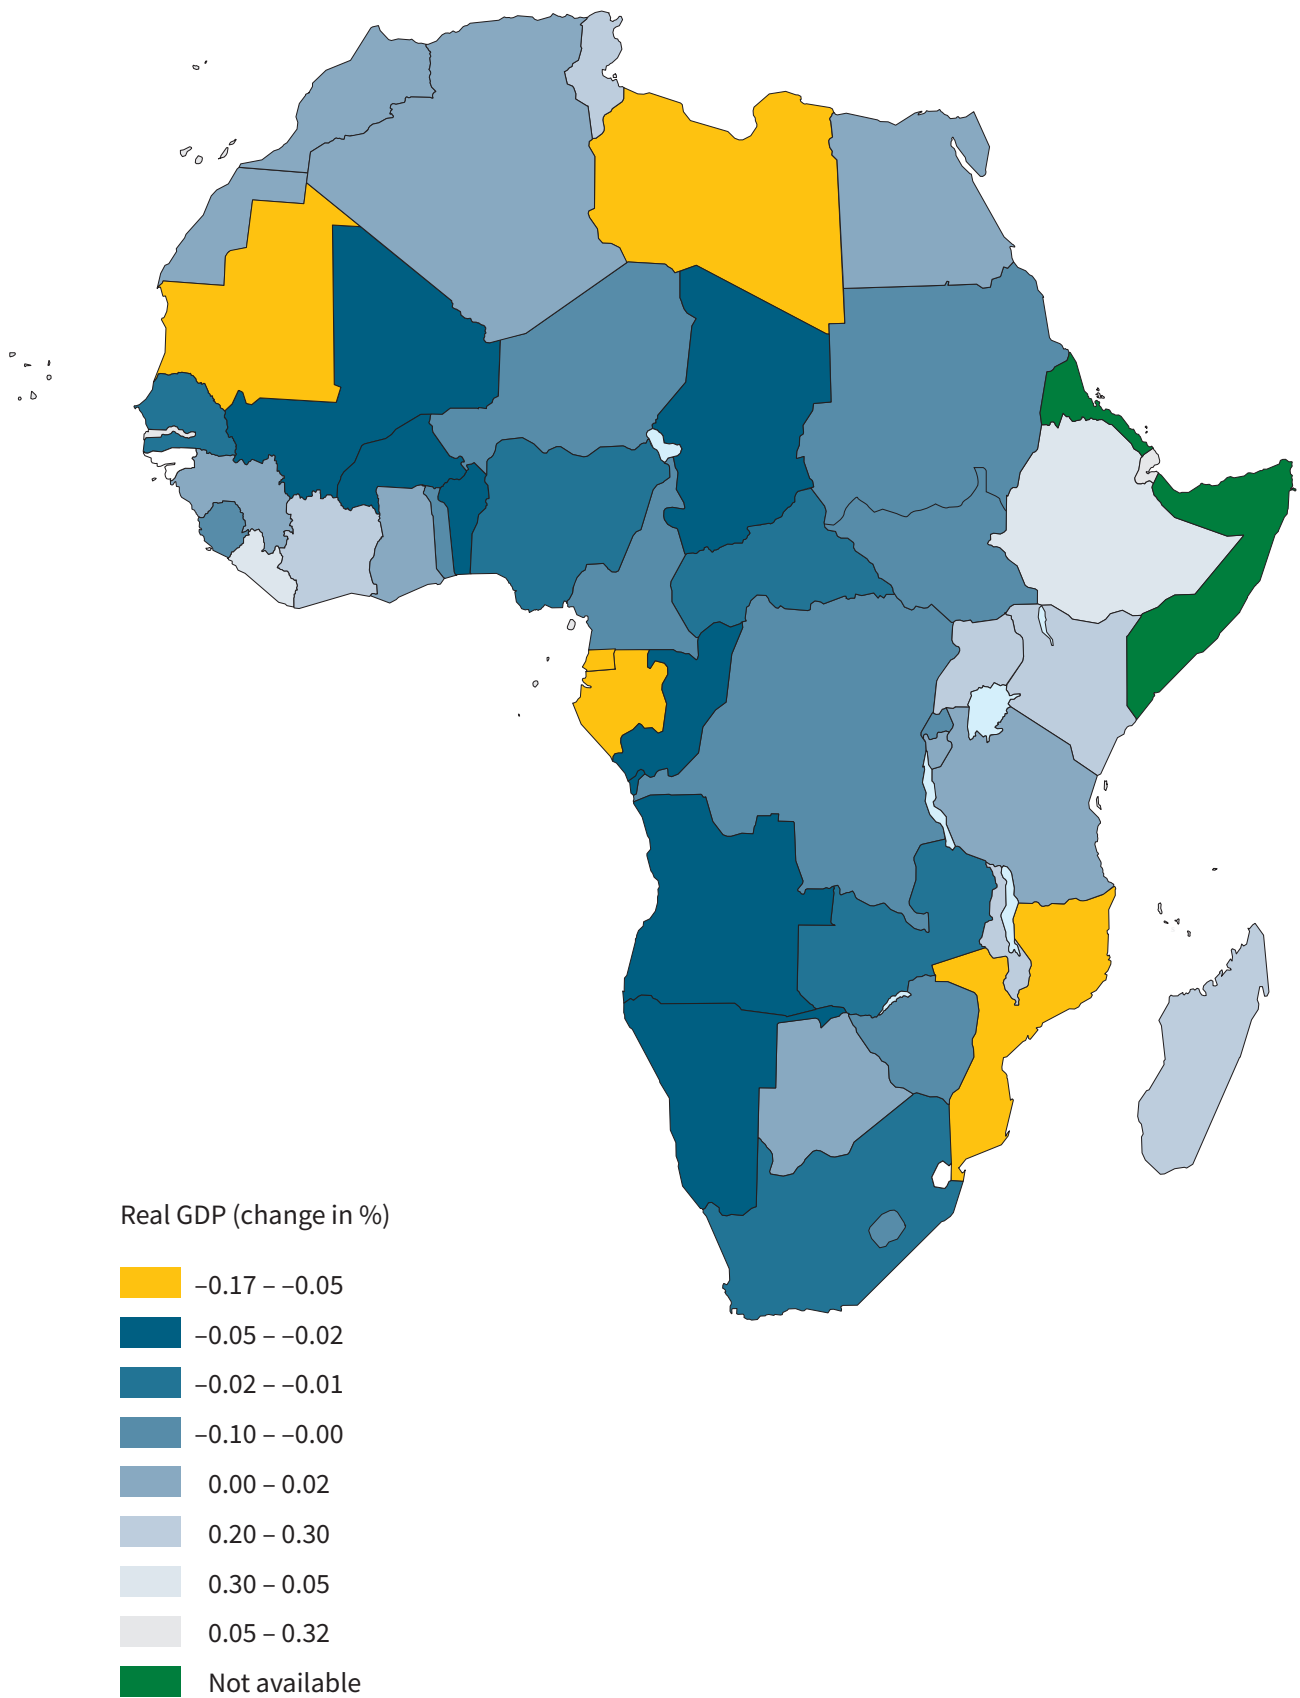 Real GDP (change in %)
–0.17 – –0.05
–0.05 – –0.02
–0.02 – –0.01
–0.10 – –0.00
0.00 – 0.02
0.20 – 0.30
0.30 – 0.05
0.05 – 0.32
Not available